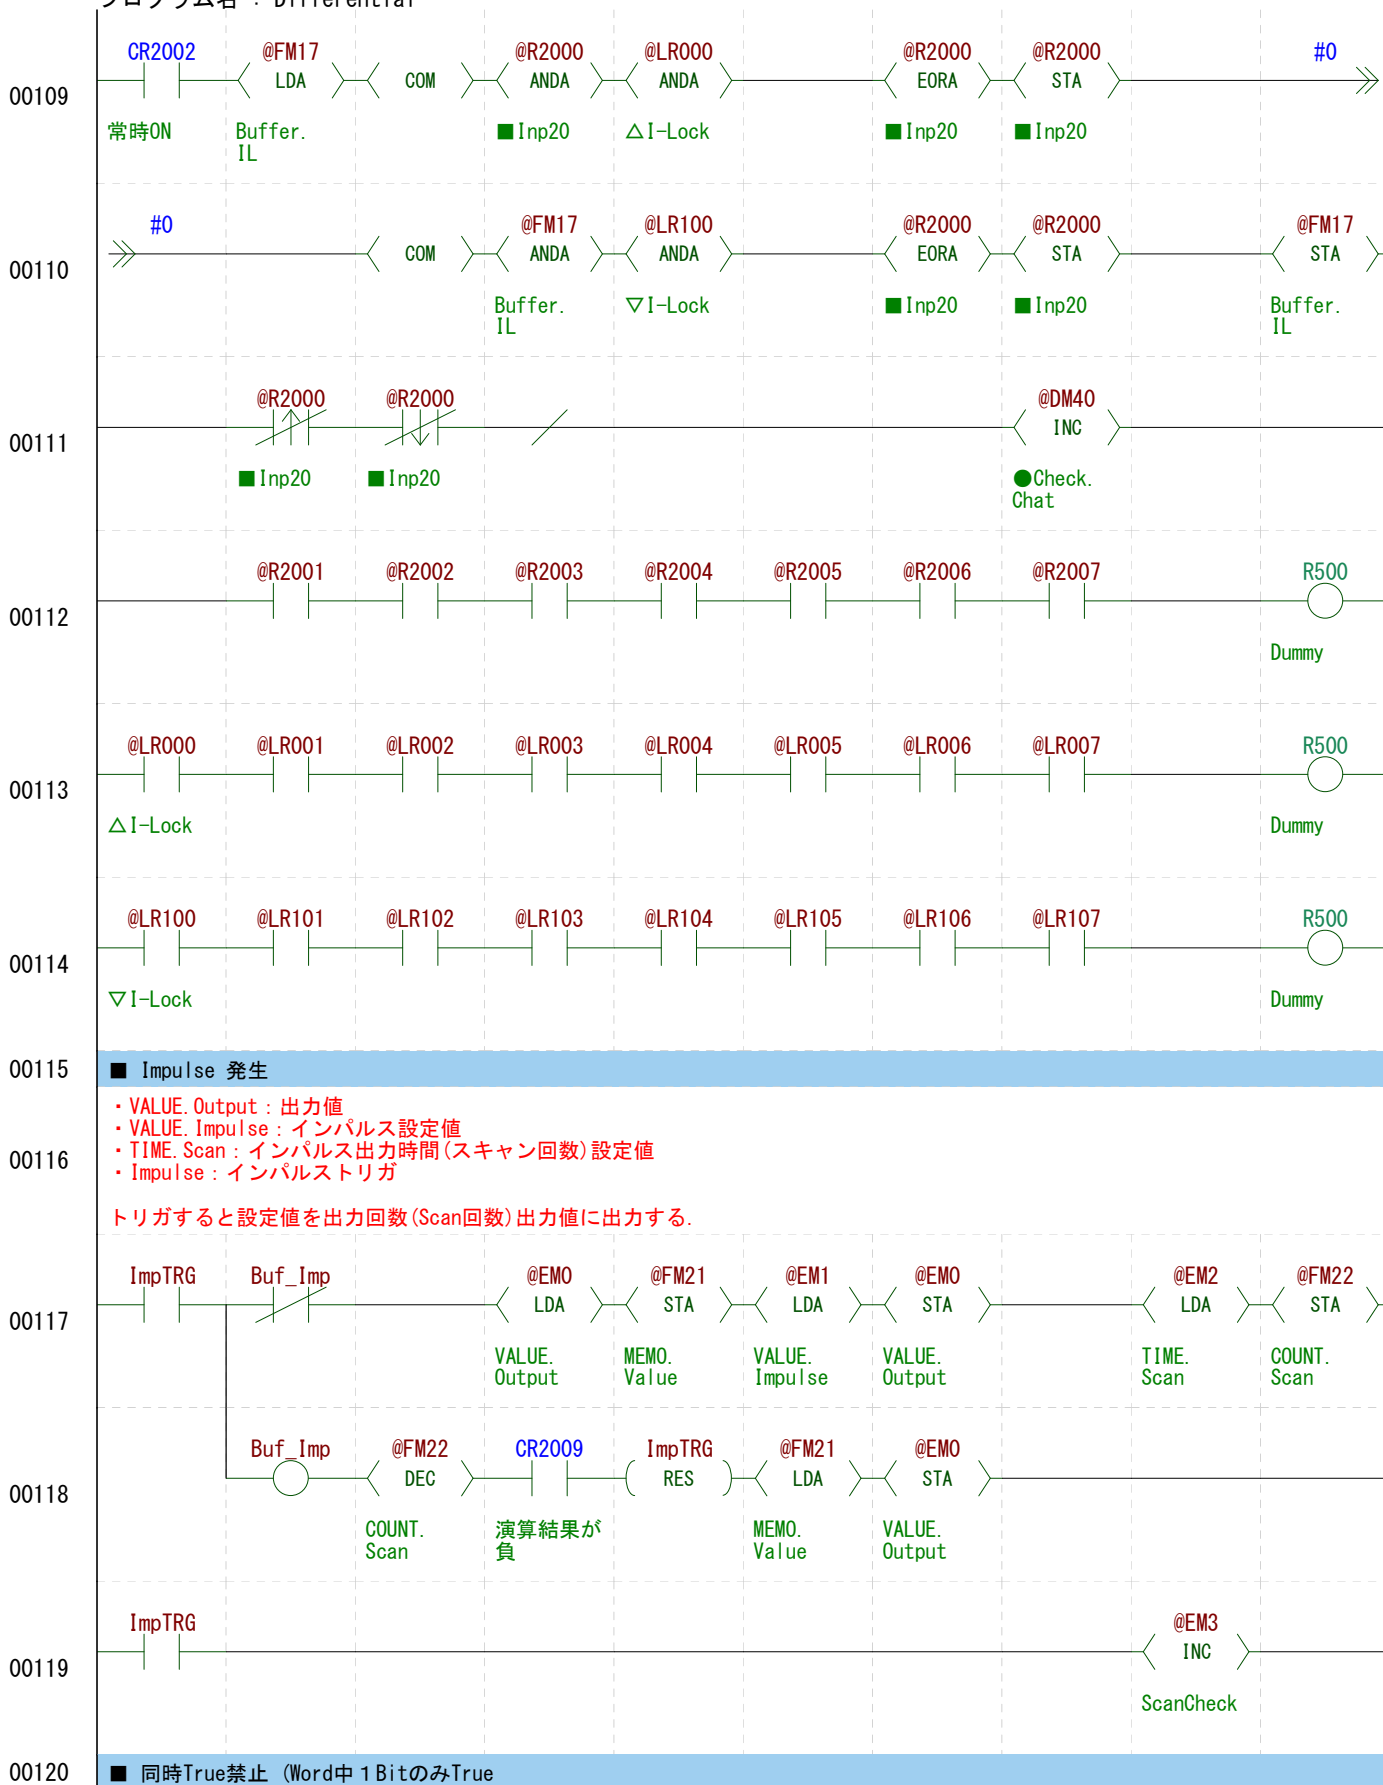 プログラム名 : Differential
CR2002 @FM17 @R2000 @LR000 @R2000 @R2000 #0
00109 LDA COM ANDA ANDA EORA STA
常時ON Buffer. ■Inp20 △I-Lock ■Inp20 ■Inp20
IL
#0 @FM17 @LR100 @R2000 @R2000 @FM17
00110 COM ANDA ANDA EORA STA STA
Buffer. ▽I-Lock ■Inp20 ■Inp20 Buffer.
IL IL
@R2000 @R2000 @DM40
00111 INC
■Inp20 ■Inp20 ●Check.
Chat
@R2001 @R2002 @R2003 @R2004 @R2005 @R2006 @R2007 R500
00112
Dummy
@LR000 @LR001 @LR002 @LR003 @LR004 @LR005 @LR006 @LR007 R500
00113
△I-Lock Dummy
@LR100 @LR101 @LR102 @LR103 @LR104 @LR105 @LR106 @LR107 R500
00114
▽I-Lock Dummy
00115 ■ Impulse 発生
・VALUE.Output：出力値
・VALUE.Impulse：インパルス設定値
00116 ・TIME.Scan：インパルス出力時間(スキャン回数)設定値
・Impulse：インパルストリガ
トリガすると設定値を出力回数(Scan回数)出力値に出力する.
ImpTRG Buf_Imp @EM0 @FM21 @EM1 @EM0 @EM2 @FM22
00117 LDA STA LDA STA LDA STA
VALUE. MEMO. VALUE. VALUE. TIME. COUNT.
Output Value Impulse Output Scan Scan
Buf_Imp @FM22 CR2009 ImpTRG @FM21 @EM0
00118 DEC RES LDA STA
COUNT. 演算結果が MEMO. VALUE.
Scan 負 Value Output
ImpTRG @EM3
00119 INC
ScanCheck
00120 ■ 同時True禁止 (Word中１BitのみTrue